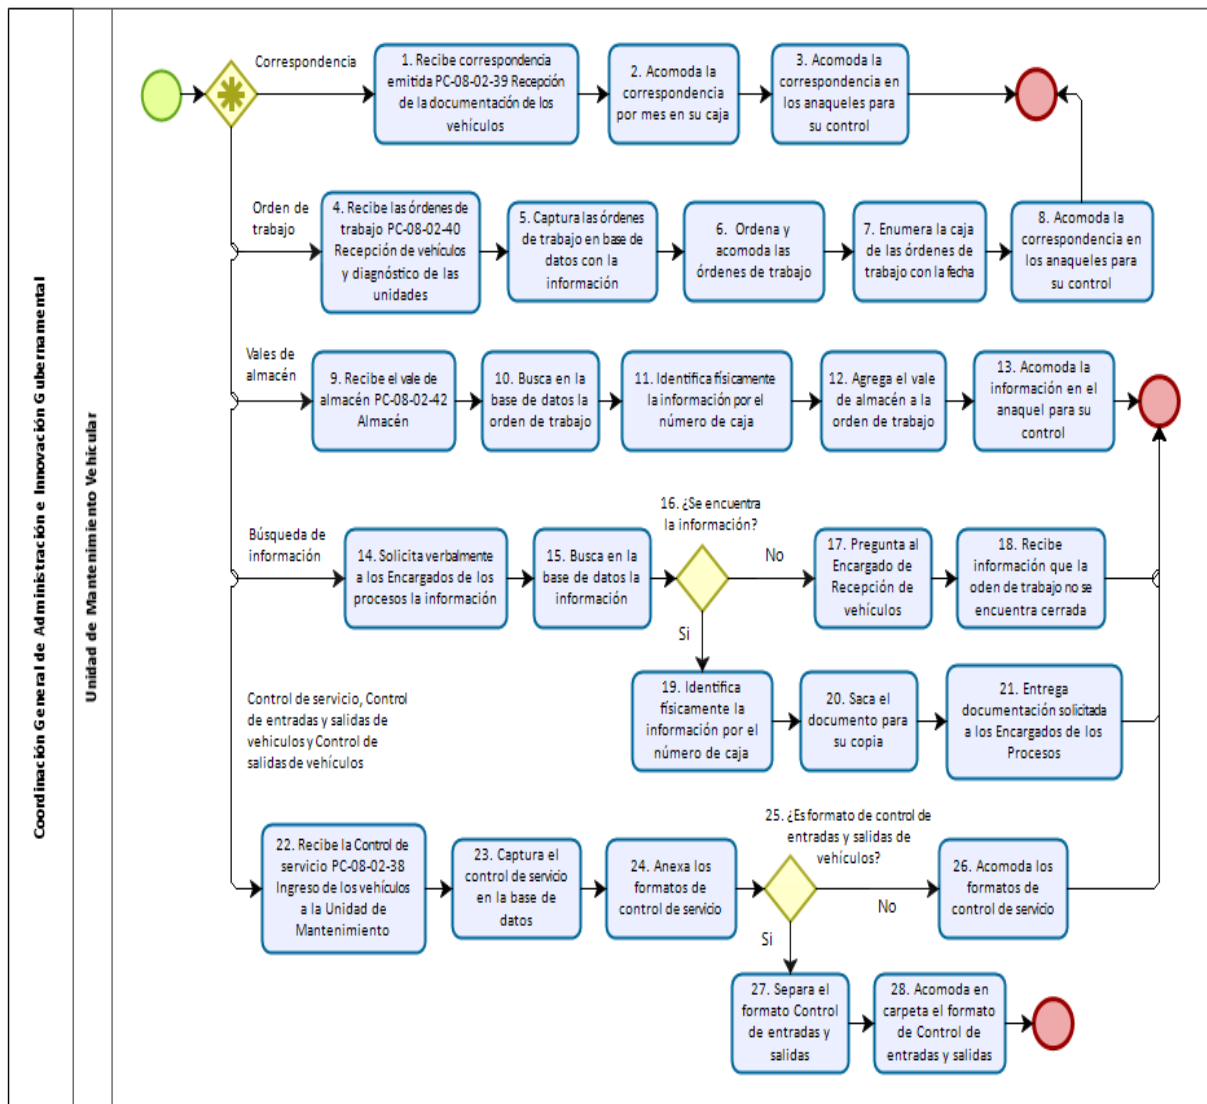 Coordinación General de Administración e Innovación Gubernamental
Unidad de Mantenimiento Vehicular
Correspondencia
1. Recibe correspondencia
emitida PC-08-02-39 Recepción
de la documentación de los
vehículos
2. Acomoda la
correspondencia
por mes en su caja
3. Acomoda la
correspondencia en
los anaqueles para
su control
Orden de
trabajo
4. Recibe las órdenes de
trabajo PC-08-02-40
Recepción de vehículos
y diagnóstico de las
unidades
5. Captura las órdenes
de trabajo en base de
datos con la
información
6. Ordena y
acomoda las
órdenes de trabajo
7. Enumera la caja
de las órdenes de
trabajo con la fecha
8. Acomoda la
correspondencia en
los anaqueles para
su control
Vales de
almacén
9. Recibe el vale de
almacén PC-08-02-42
Almacén
10. Busca en la
base de datos la
orden de trabajo
11. Identifica físicamente
la información por el
número de caja
12. Agrega el vale
de almacén a la
orden de trabajo
13. Acomoda la
información en el
anaquel para su
control
Búsqueda de
información
14. Solicita verbalmente
a los Encargados de los
procesos la información
15. Busca en la
base de datos la
información
16. ¿Se encuentra
la información?
No
17. Pregunta al
Encargado de
Recepción de
vehículos
18. Recibe
información que la
oden de trabajo no se
encuentra cerrada
Si
19. Identifica
físicamente la
información por el
número de caja
20. Saca el
documento para
su copia
21. Entrega
documentación solicitada
a los Encargados de los
Procesos
Control de servicio, Control
de entradas y salidas de
vehiculos y Control de
salidas de vehículos
22. Recibe la Control de
servicio PC-08-02-38
Ingreso de los vehículos
a la Unidad de
Mantenimiento
23. Captura el
control de servicio
en la base de
datos
24. Anexa los
formatos de
control de servicio
25. ¿Es formato de control de
entradas y salidas de
vehículos?
No
26. Acomoda los
formatos de
control de servicio
Si
27. Separa el
formato Control
de entradas y
salidas
28. Acomoda en
carpeta el formato
de Control de
entradas y salidas